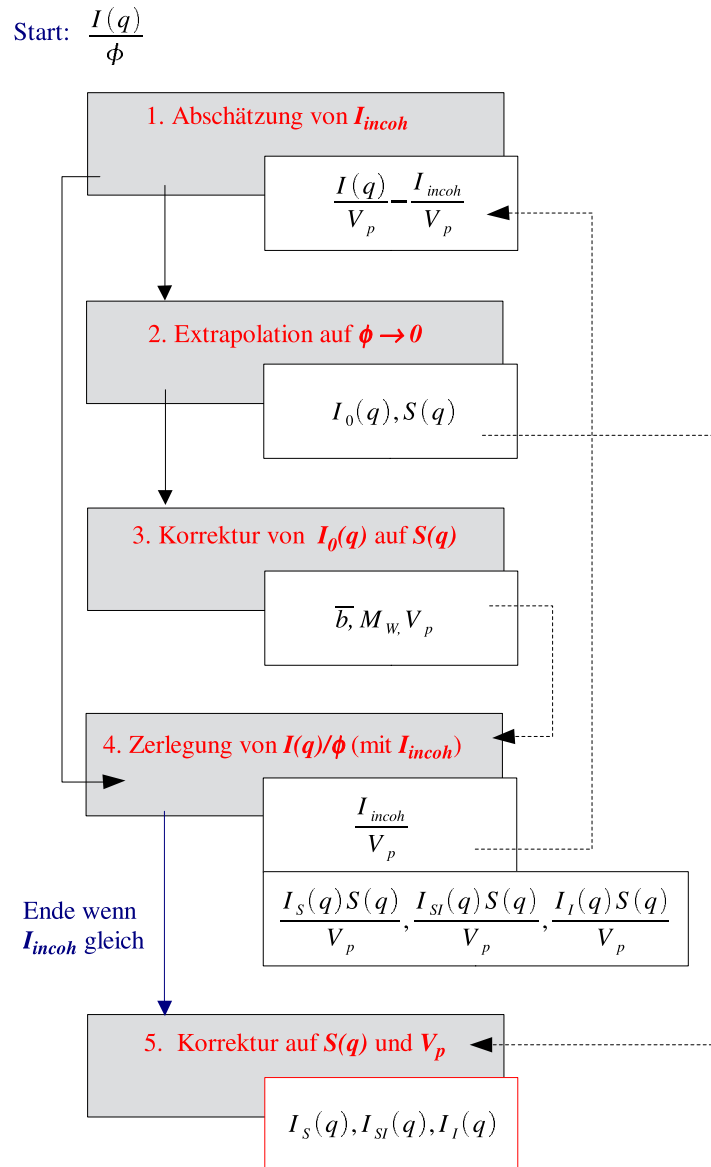 Start: I(q)/ϕ
1. Abschätzung von I_incoh
I(q)/V_p − I_incoh/V_p
2. Extrapolation auf ϕ → 0
I_0(q), S(q)
3. Korrektur von I_0(q) auf S(q)
b̅, M_W, V_p
4. Zerlegung von I(q)/ϕ (mit I_incoh)
I_incoh/V_p
I_S(q)S(q)/V_p, I_SI(q)S(q)/V_p, I_I(q)S(q)/V_p
Ende wenn
I_incoh gleich
5. Korrektur auf S(q) und V_p
I_S(q), I_SI(q), I_I(q)